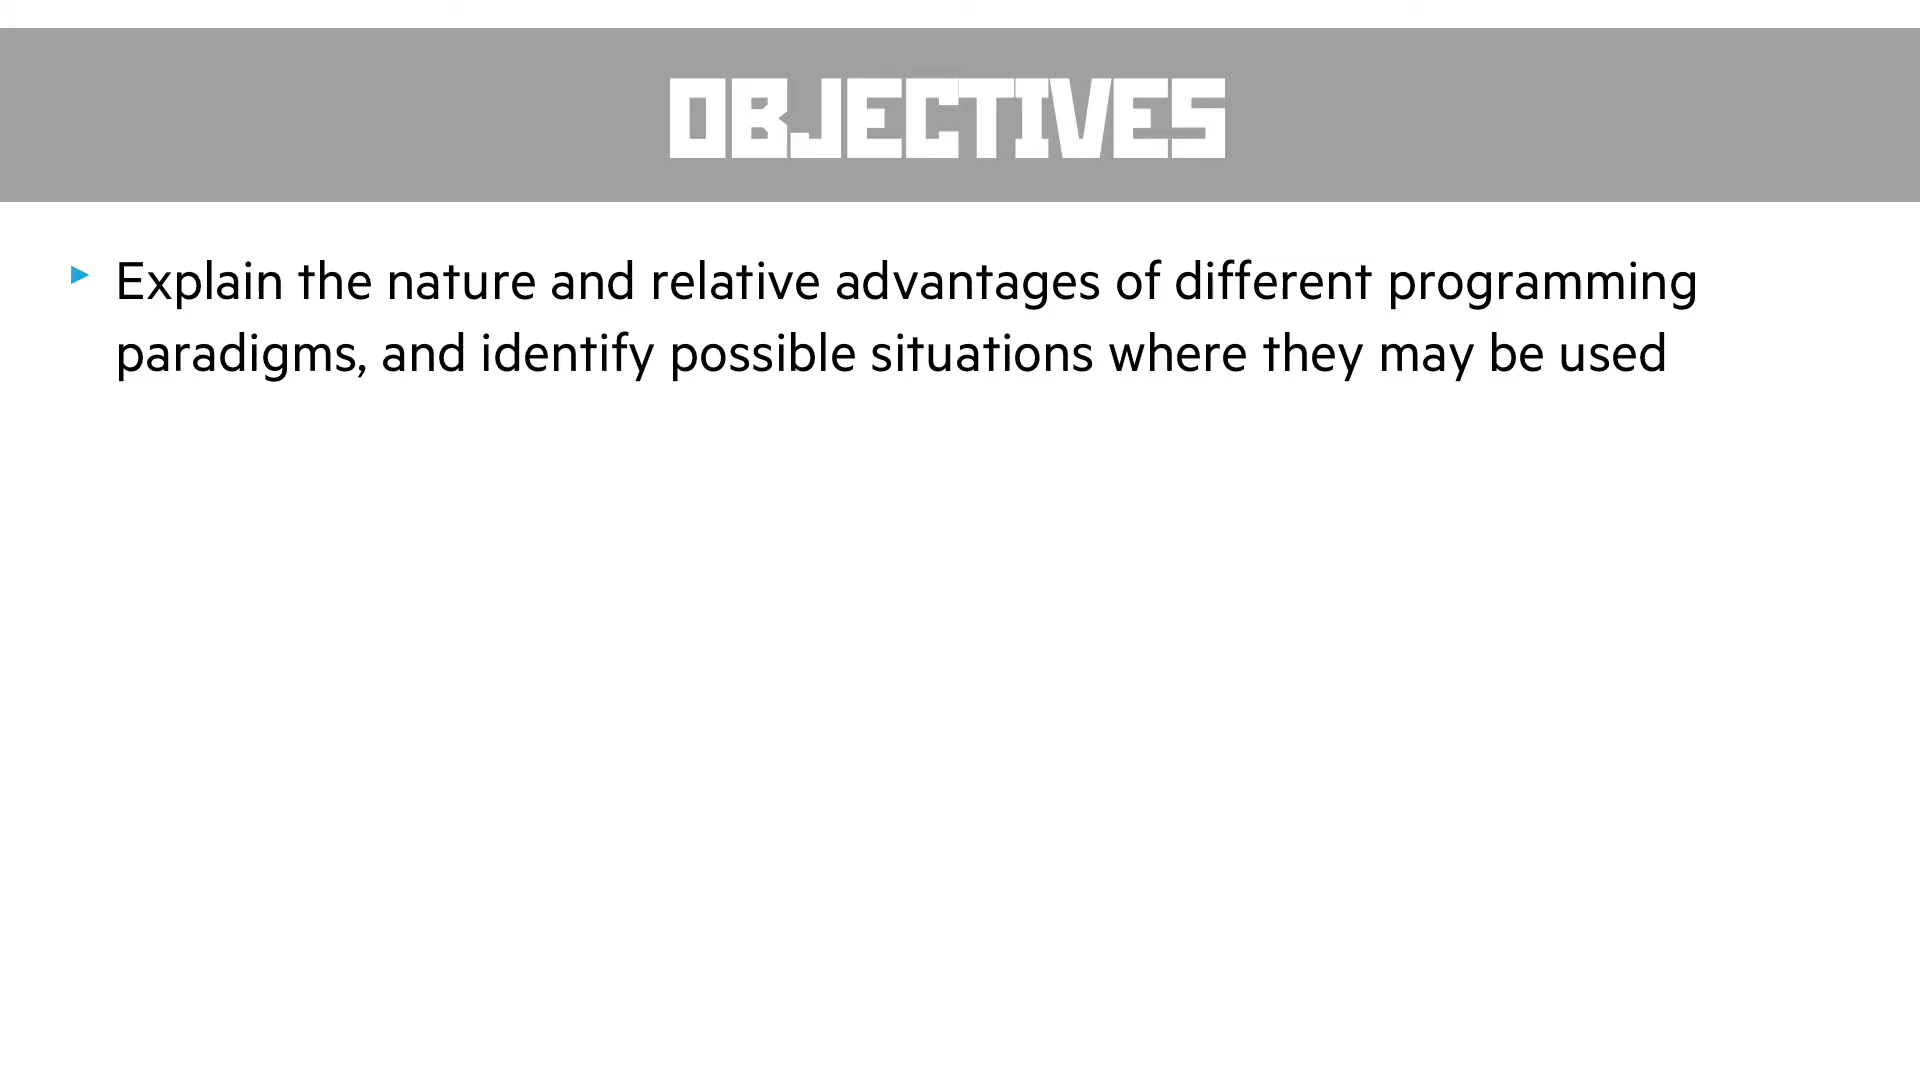 OBJECTIVES
Explain the nature and relative advantages of different programming
paradigms, and identify possible situations where they may be used